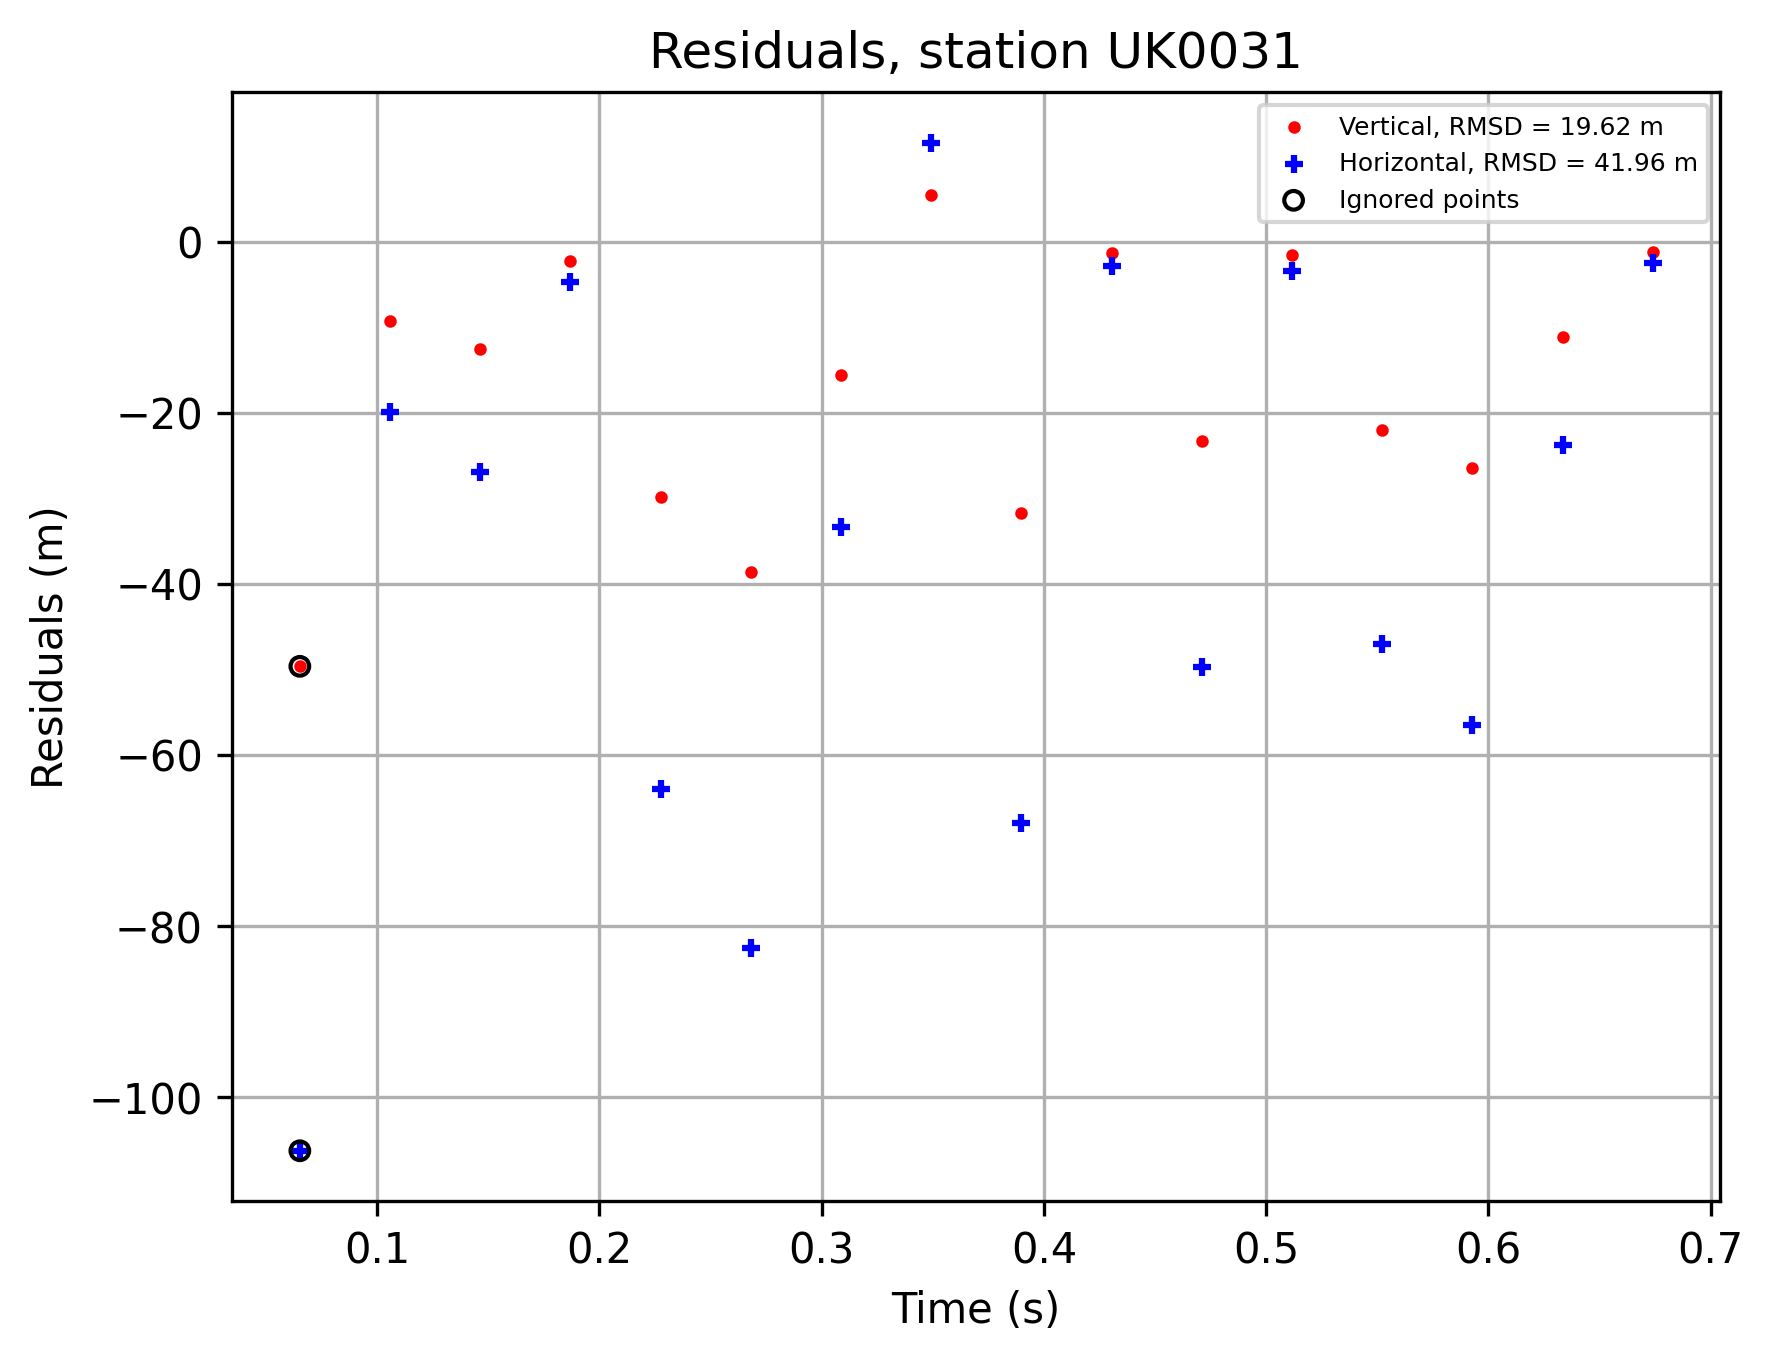 Residuals, station UK0031
Vertical, RMSD = 19.62 m
Horizontal, RMSD = 41.96 m
Ignored points
Residuals (m)
0
−20
−40
−60
−80
−100
0.1 0.2 0.3 0.4 0.5 0.6 0.7
Time (s)